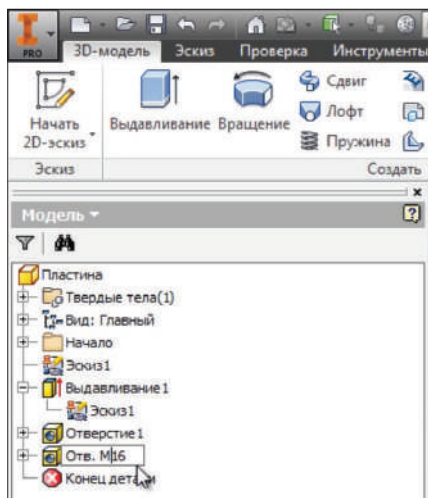 PRO
3D-модель Эскиз Проверка Инструменты
Начать
2D-эскиз
Выдавливание
Вращение
Сдвиг
Лофт
Пружина
Эскиз
Создать
Модель
Пластина
Твердые тела(1)
Вид: Главный
Начало
Эскиз1
Выдавливание1
Эскиз1
Отверстие1
Отв. М16
Конец детали